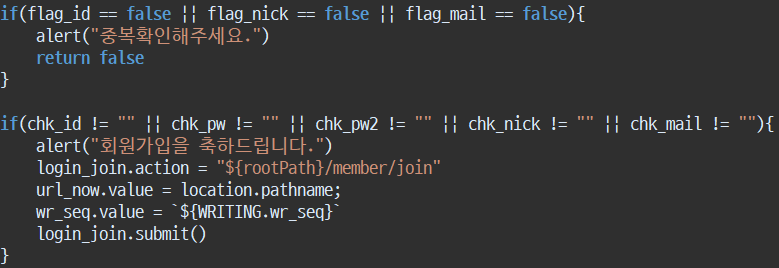 if(flag_id == false || flag_nick == false || flag_mail == false){
    alert("중복확인해주세요.")
    return false
}

if(chk_id != "" || chk_pw != "" || chk_pw2 != "" || chk_nick != "" || chk_mail != ""){
    alert("회원가입을 축하드립니다.")
    login_join.action = "${rootPath}/member/join"
    url_now.value = location.pathname;
    wr_seq.value = `${WRITING.wr_seq}`
    login_join.submit()
}